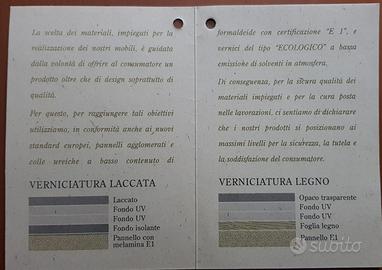 La scelta dei materiali, impiegati per la
realizzazione dei nostri mobili, è guidata
dalla volontà di offrire al comumatore un
prodotto oltre che di design soprattutto di
qualità.
Per questo, per raggiungere tali obiettivi
utiliziamo, in conformità anche ai nuovi
standard europei, pannelli agglomerati e
colle ureiche a basso contenuto di
VERNICIATURA LACCATA
Laccato
Fondo UV
Fondo UV
Fondo isolante
Pannello con
melamina E1
formaldeide con certificazione "E 1", e
vernici del tipo "ECOLOGICO" a bassa
emissione di solventi in atmosfera.
Di conseguenza, per la sicura qualità dei
materiali impiegati e per la cura posta
nelle lavorazioni, ci sentiamo di dichiarare
che i nostri prodotti si posizionano ai
massimi livelli per la sicurezza, la tutela e
la soddisfazione del consumatore.
VERNICIATURA LEGNO
Opaco trasparente
Fondo UV
Fondo UV
Foglia legno
Pannello E1
subito